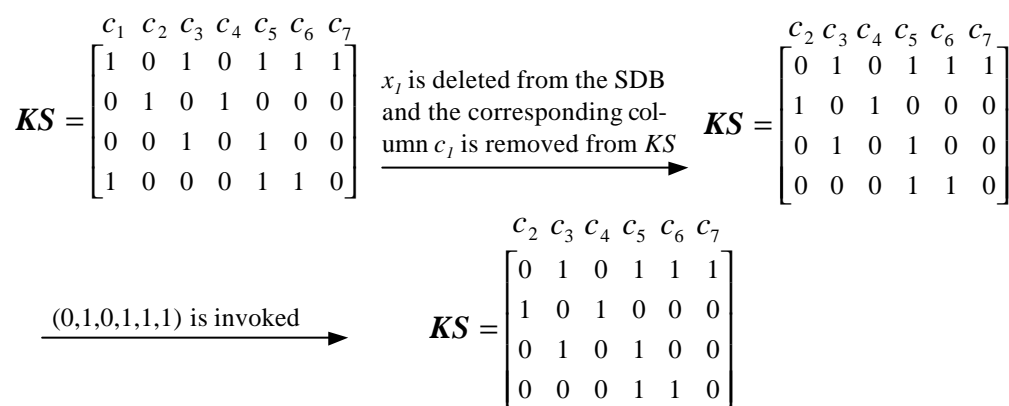 c₁ c₂ c₃ c₄ c₅ c₆ c₇
KS =
1 0 1 0 1 1 1
0 1 0 1 0 0 0
0 0 1 0 1 0 0
1 0 0 0 1 1 0
x₁ is deleted from the SDB
and the corresponding col-
umn c₁ is removed from KS
c₂ c₃ c₄ c₅ c₆ c₇
KS =
0 1 0 1 1 1
1 0 1 0 0 0
0 1 0 1 0 0
0 0 0 1 1 0
(0,1,0,1,1,1) is invoked
c₂ c₃ c₄ c₅ c₆ c₇
KS =
0 1 0 1 1 1
1 0 1 0 0 0
0 1 0 1 0 0
0 0 0 1 1 0